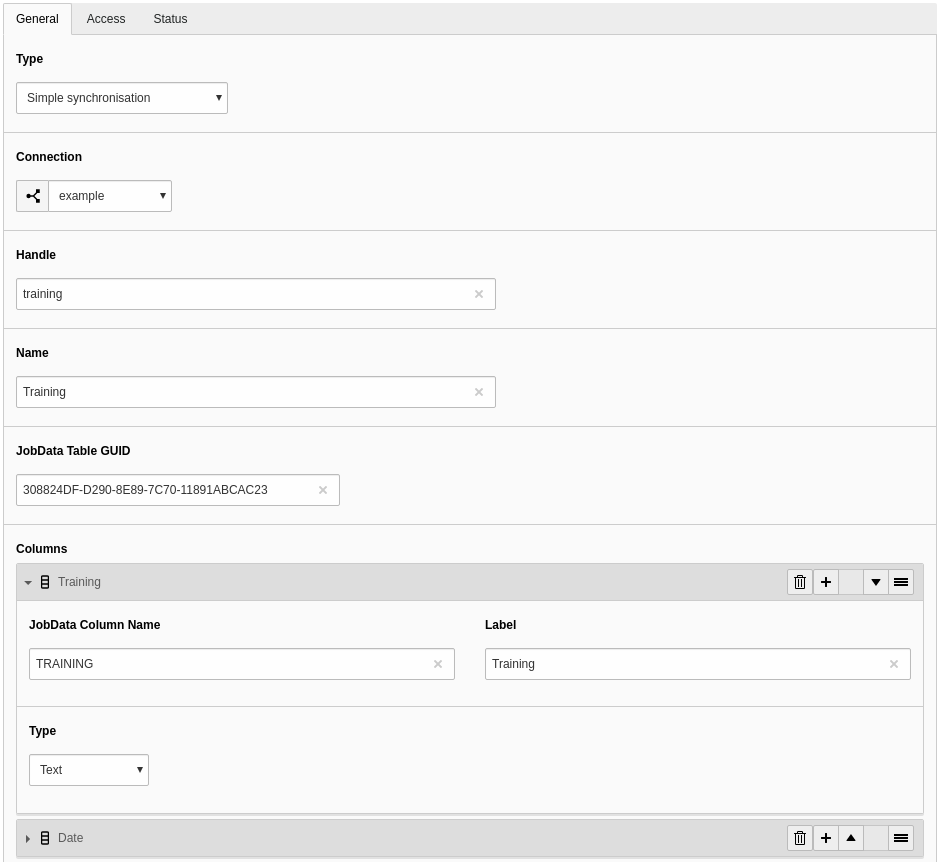 General Access Status
Type
Simple synchronisation
Connection
example
Handle
training
Name
Training
JobData Table GUID
308824DF-D290-8E89-7C70-11891ABCAC23
Columns
Training
JobData Column Name Label
TRAINING Training
Type
Text
Date